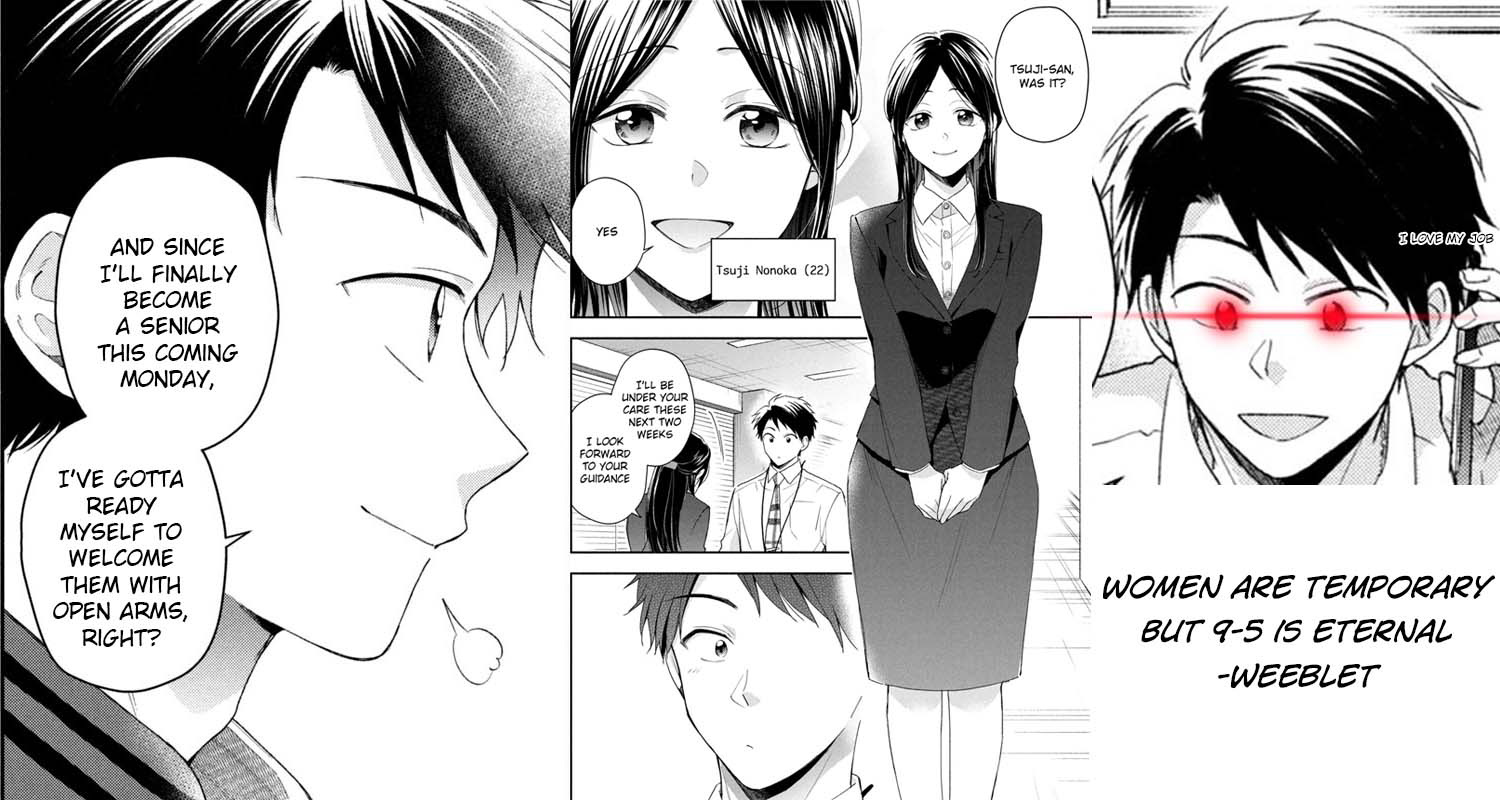 AND SINCE
I'LL FINALLY
BECOME
A SENIOR
THIS COMING
MONDAY,
I'VE GOTTA
READY
MYSELF TO
WELCOME
THEM WITH
OPEN ARMS,
RIGHT?
TSUJI-SAN,
WAS IT?
YES
Tsuji Nonoka (22)
I'LL BE
UNDER YOUR
CARE THESE
NEXT TWO
WEEKS
I LOOK
FORWARD
TO YOUR
GUIDANCE
I LOVE MY JOB
WOMEN ARE TEMPORARY
BUT 9-5 IS ETERNAL
-WEEBLET